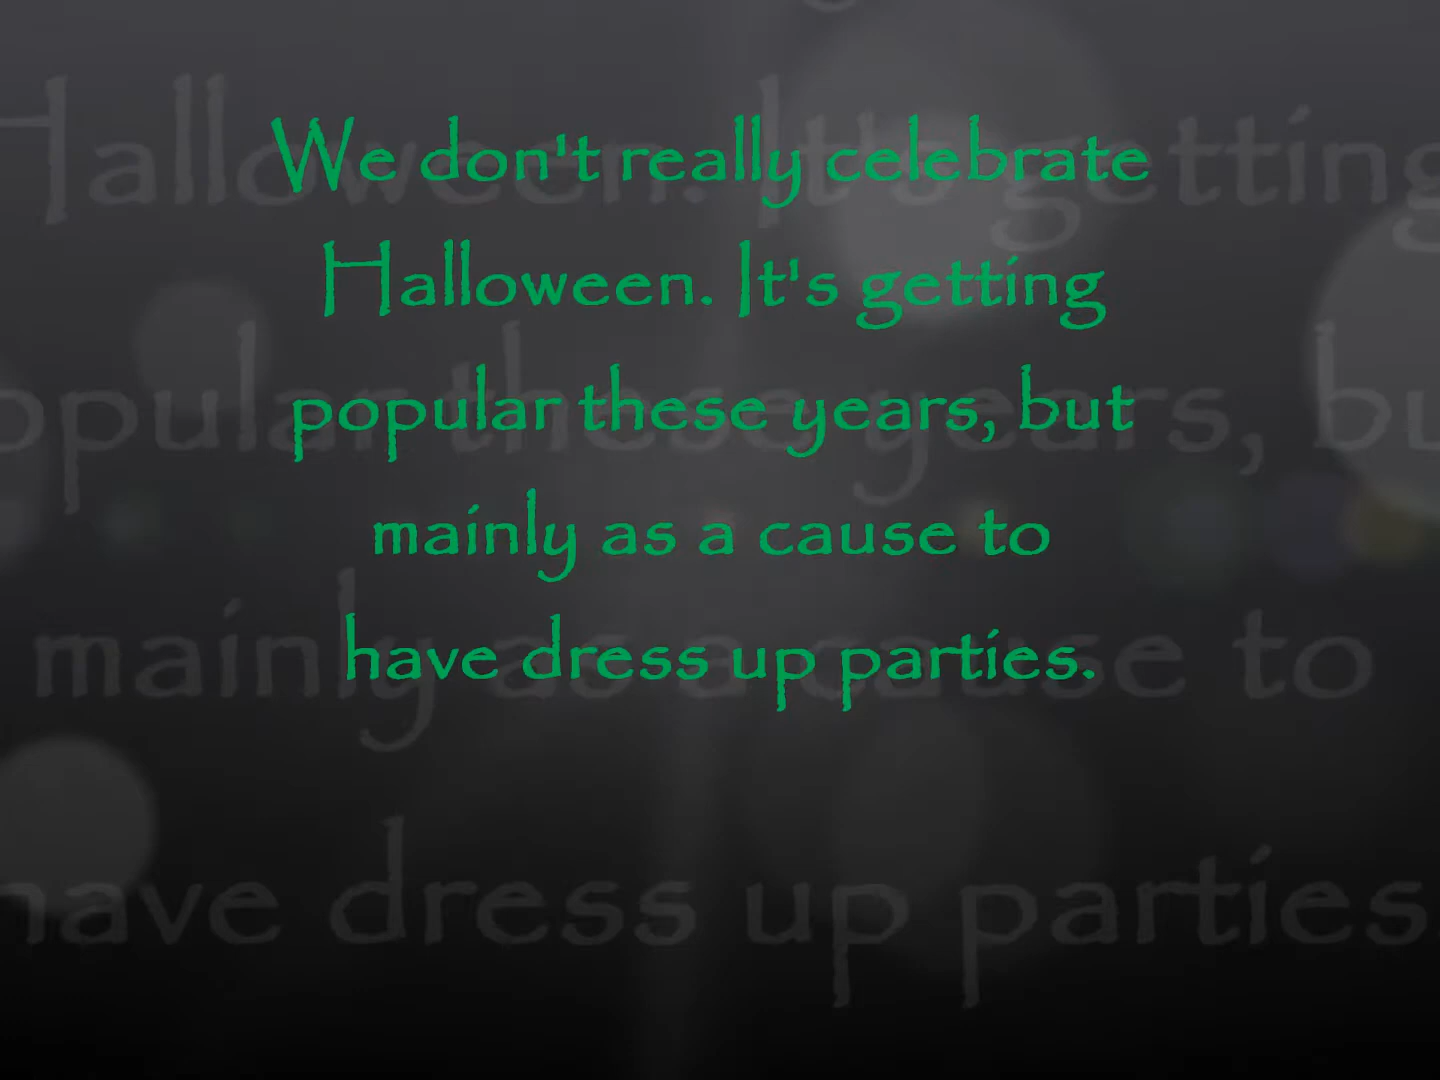 We don't really celebrate
Halloween. It's getting
popular these years, but
mainly as a cause to
have dress up parties.